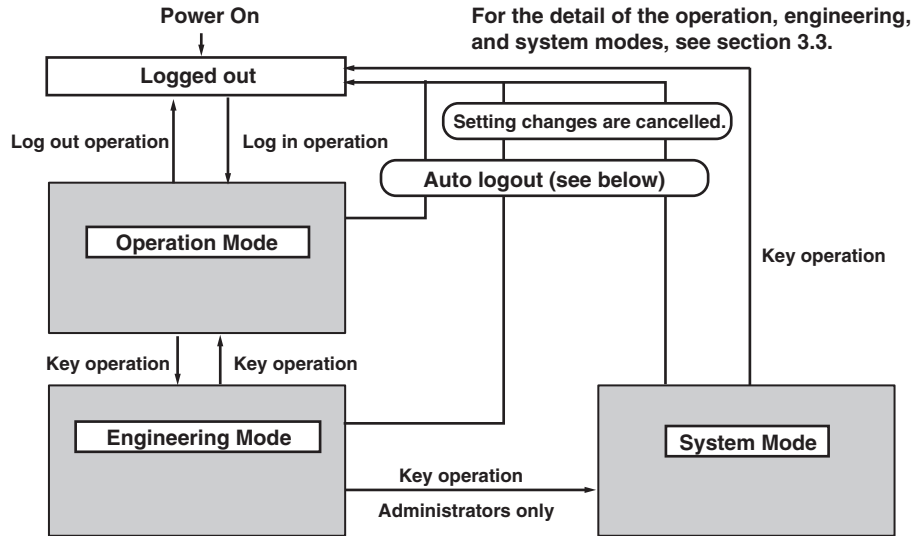 Power On
For the detail of the operation, engineering,
and system modes, see section 3.3.
Logged out
Setting changes are cancelled.
Log out operation
Log in operation
Auto logout (see below)
Operation Mode
Key operation
Key operation
Key operation
Engineering Mode
System Mode
Key operation
Administrators only